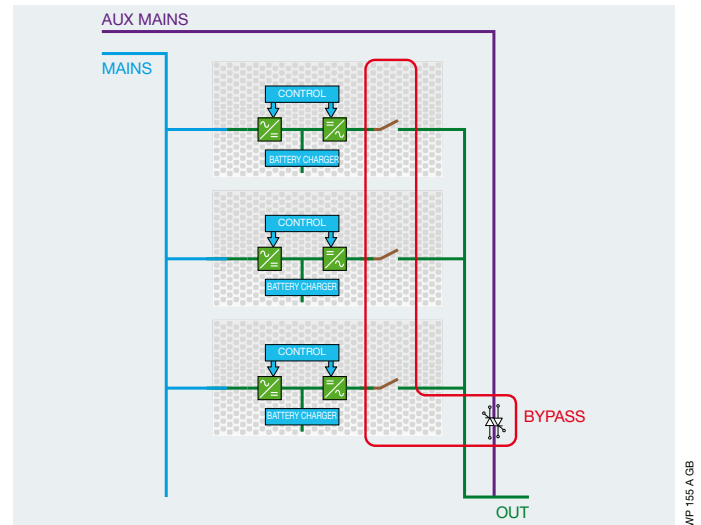 AUX MAINS
MAINS
CONTROL
BATTERY CHARGER
CONTROL
BATTERY CHARGER
CONTROL
BATTERY CHARGER
BYPASS
OUT
WP 155 A GB